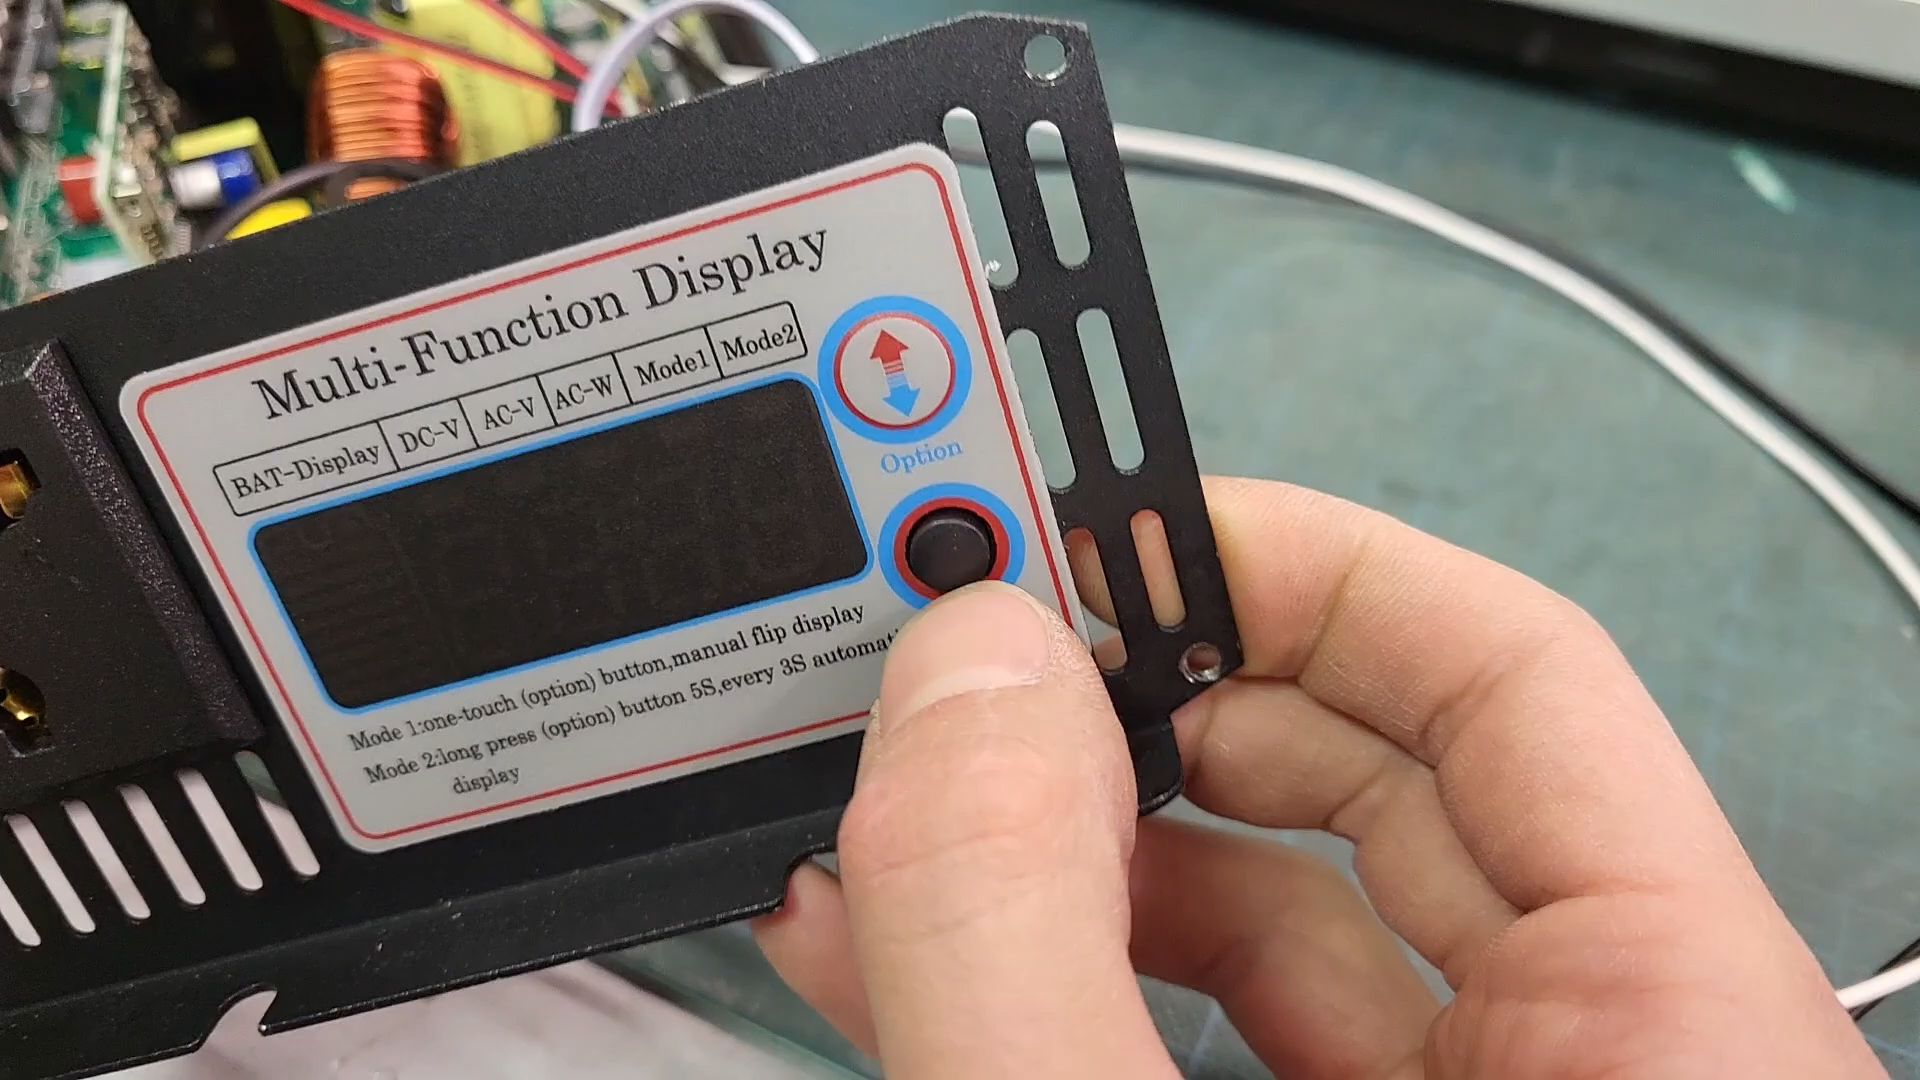 Multi-Function Display
BAT-Display DC-V AC-V AC-W Mode1 Mode2
Option
Mode 1:one-touch (option) button,manual flip display
Mode 2:long press (option) button 5S,every 3S
display